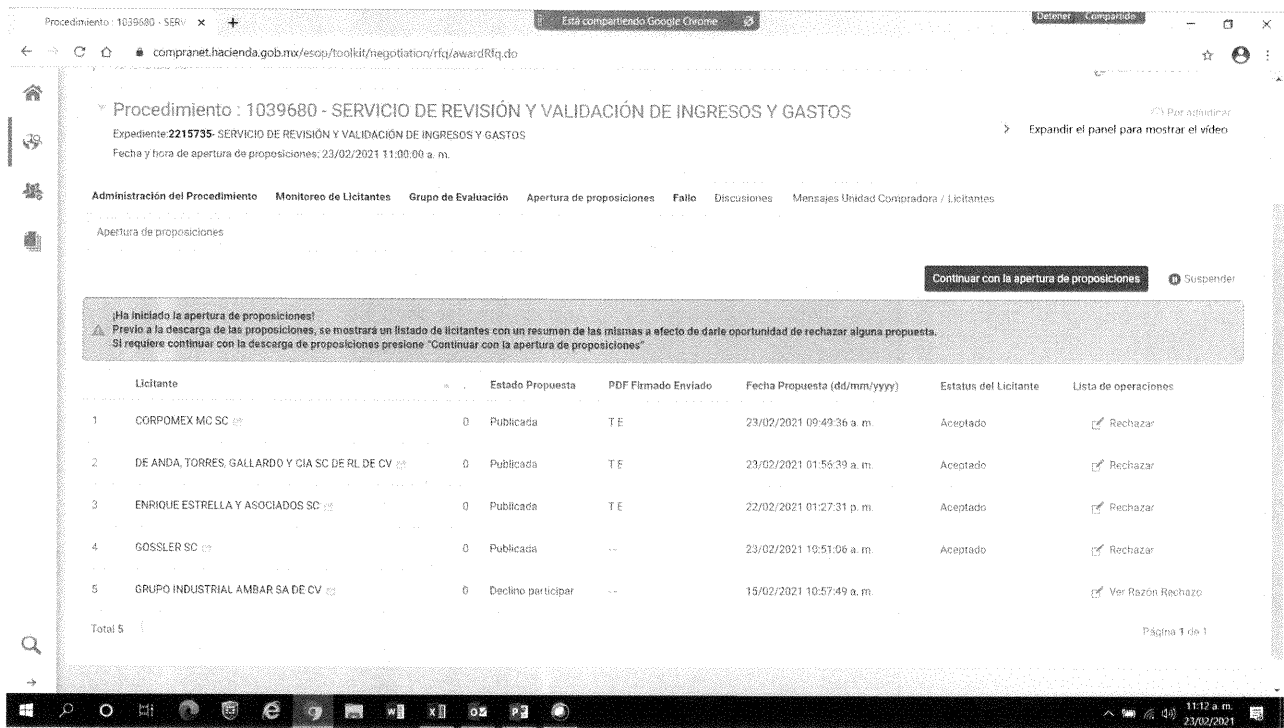 Procedimiento : 1039680 - SERV
Está compartiendo Google Chrome
Detener Compartido
compranet.hacienda.gob.mx/esop/toolkit/negotiation/rfq/awardRfq.do
Procedimiento : 1039680 - SERVICIO DE REVISIÓN Y VALIDACIÓN DE INGRESOS Y GASTOS
Por adjudicar
Expediente:2215735- SERVICIO DE REVISIÓN Y VALIDACIÓN DE INGRESOS Y GASTOS
Expandir el panel para mostrar el vídeo
Fecha y hora de apertura de proposiciones: 23/02/2021 11:00:00 a. m.
Administración del Procedimiento Monitoreo de Licitantes Grupo de Evaluación Apertura de proposiciones Fallo Discusiones Mensajes Unidad Compradora / Licitantes
Apertura de proposiciones
Continuar con la apertura de proposiciones Suspender
¡Ha iniciado la apertura de proposiciones!
Previo a la descarga de las proposiciones, se mostrará un listado de licitantes con un resumen de las mismas a efecto de darle oportunidad de rechazar alguna propuesta.
Si requiere continuar con la descarga de proposiciones presione "Continuar con la apertura de proposiciones"
Licitante Estado Propuesta PDF Firmado Enviado Fecha Propuesta (dd/mm/yyyy) Estatus del Licitante Lista de operaciones
1 CORPOMEX MC SC 0 Publicada T E 23/02/2021 09:49:36 a. m. Aceptado Rechazar
2 DE ANDA, TORRES, GALLARDO Y CIA SC DE RL DE CV 0 Publicada T E 23/02/2021 01:56:39 a. m. Aceptado Rechazar
3 ENRIQUE ESTRELLA Y ASOCIADOS SC 0 Publicada T E 22/02/2021 01:27:31 p. m. Aceptado Rechazar
4 GOSSLER SC 0 Publicada -- 23/02/2021 10:51:06 a. m. Aceptado Rechazar
5 GRUPO INDUSTRIAL AMBAR SA DE CV 0 Declino participar -- 15/02/2021 10:57:49 a. m. Ver Razón Rechazo
Total 5 Página 1 de 1
11:12 a. m.
23/02/2021